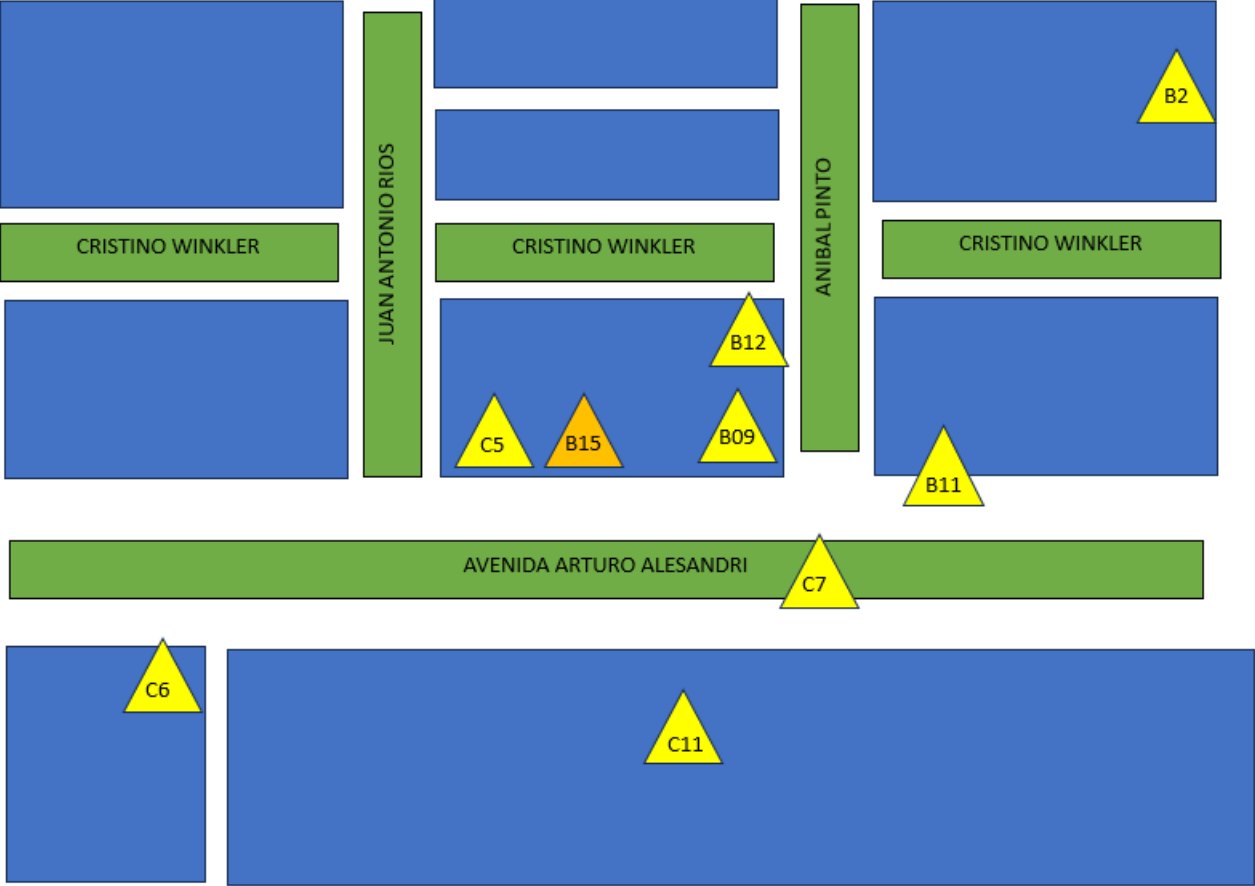 B2
JUAN ANTONIO RIOS
ANIBAL PINTO
CRISTINO WINKLER
CRISTINO WINKLER
CRISTINO WINKLER
B12
C5
B15
B09
B11
AVENIDA ARTURO ALESANDRI
C7
C6
C11